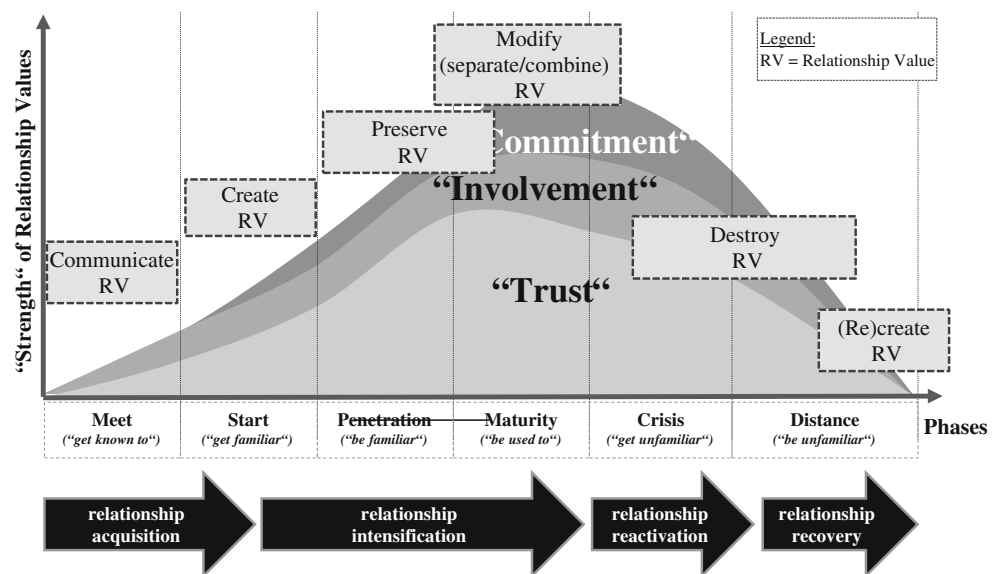 "Strength“ of Relationship Values
Modify
(separate/combine)
RV
Legend:
RV = Relationship Value
Preserve
RV
Commitment“
“Involvement“
Create
RV
Destroy
RV
Communicate
RV
“Trust“
(Re)create
RV
Meet
(“get known to“)
Start
(“get familiar“)
Penetration
(“be familiar“)
Maturity
(“be used to“)
Crisis
(“get unfamiliar“)
Distance
(“be unfamiliar“)
Phases
relationship
acquisition
relationship
intensification
relationship
reactivation
relationship
recovery